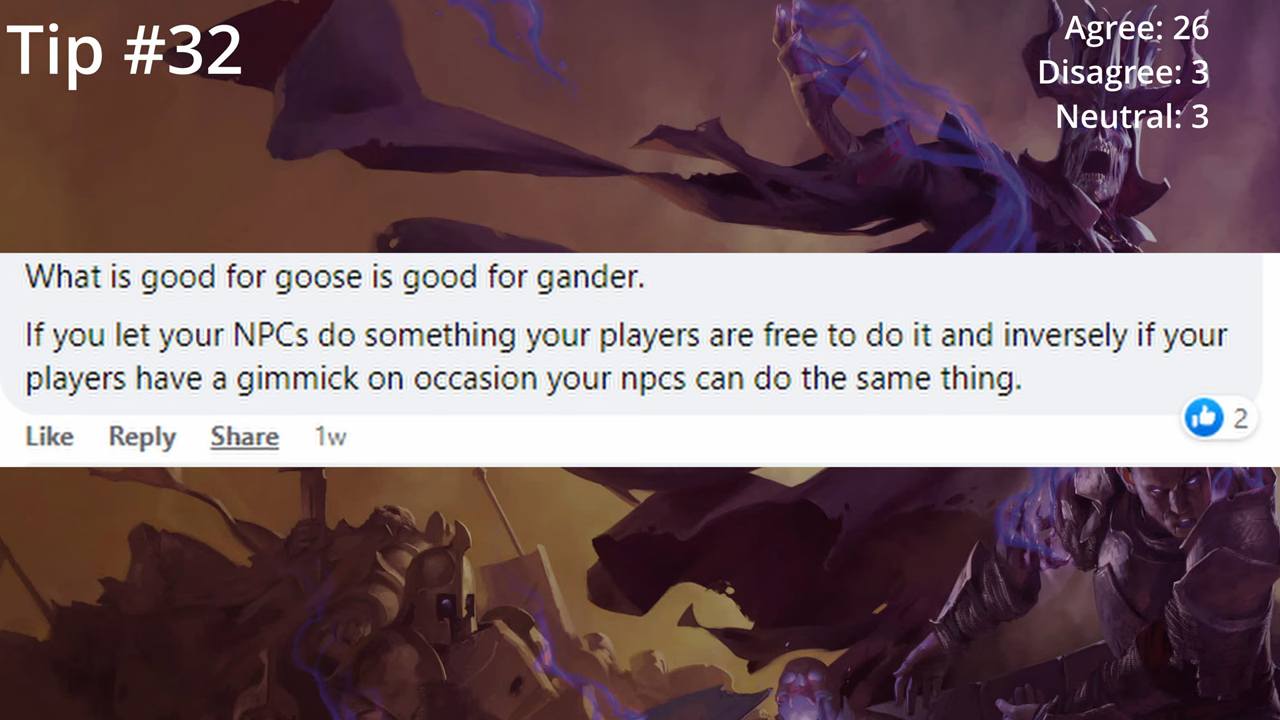 Tip #32
Agree: 26
Disagree: 3
Neutral: 3
What is good for goose is good for gander.
If you let your NPCs do something your players are free to do it and inversely if your
players have a gimmick on occasion your npcs can do the same thing.
Like Reply Share 1w
2